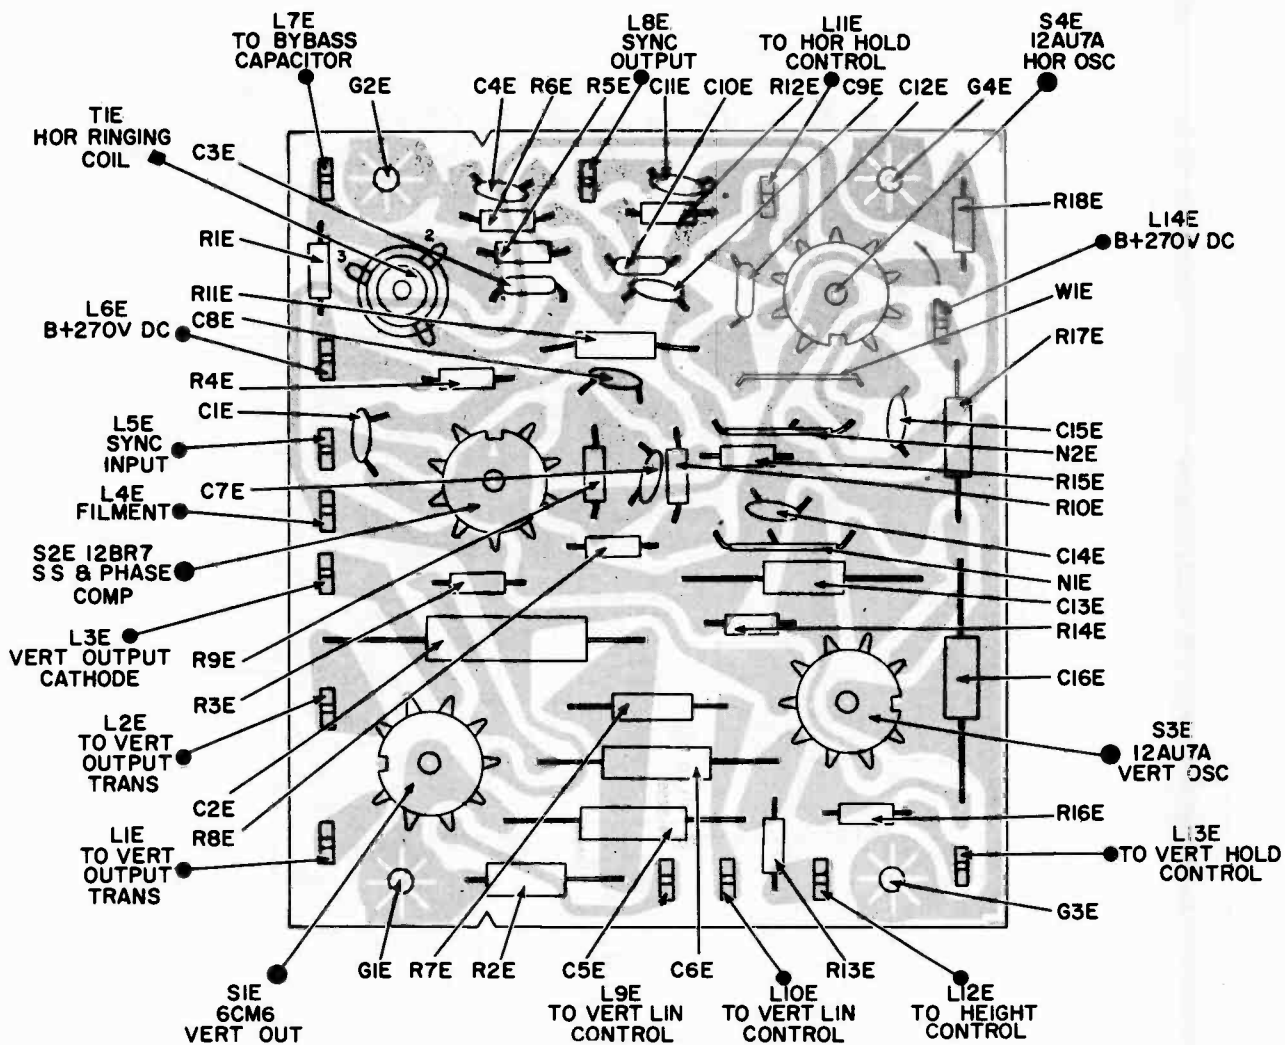 L7E
TO BYBASS
CAPACITOR
L8E
SYNC
OUTPUT
L11E
TO HOR HOLD
CONTROL
S4E
12AU7A
HOR OSC
G2E
C4E
R6E
R5E
C11E
C10E
R12E
C9E
C12E
G4E
T1E
HOR RINGING
COIL
C3E
R18E
L14E
B+270V DC
R1E
2
3
R11E
W1E
L6E
B+270V DC
C8E
R17E
R4E
C1E
L5E
SYNC
INPUT
C15E
N2E
C7E
R15E
L4E
FILMENT
R10E
S2E 12BR7
SS & PHASE
COMP
C14E
N1E
C13E
L3E
VERT OUTPUT
CATHODE
R9E
R14E
R3E
C16E
L2E
TO VERT
OUTPUT
TRANS
S3E
12AU7A
VERT OSC
C2E
R8E
R16E
L1E
TO VERT
OUTPUT
TRANS
L13E
TO VERT HOLD
CONTROL
G3E
G1E
R7E
R2E
C5E
C6E
R13E
S1E
6CM6
VERT OUT
L9E
TO VERT LIN
CONTROL
L10E
TO VERT LIN
CONTROL
L12E
TO HEIGHT
CONTROL